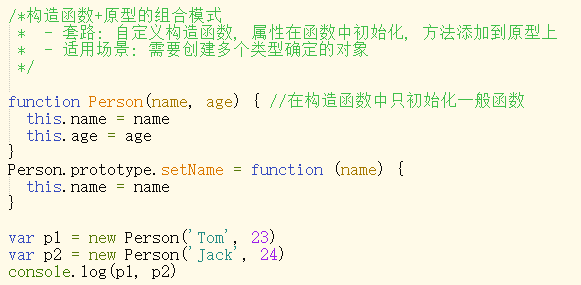 /*构造函数+原型的组合模式
 *  - 套路: 自定义构造函数, 属性在函数中初始化, 方法添加到原型上
 *  - 适用场景: 需要创建多个类型确定的对象
 */
function Person(name, age) { //在构造函数中只初始化一般函数
  this.name = name
  this.age = age
}
Person.prototype.setName = function (name) {
  this.name = name
}
var p1 = new Person('Tom', 23)
var p2 = new Person('Jack', 24)
console.log(p1, p2)